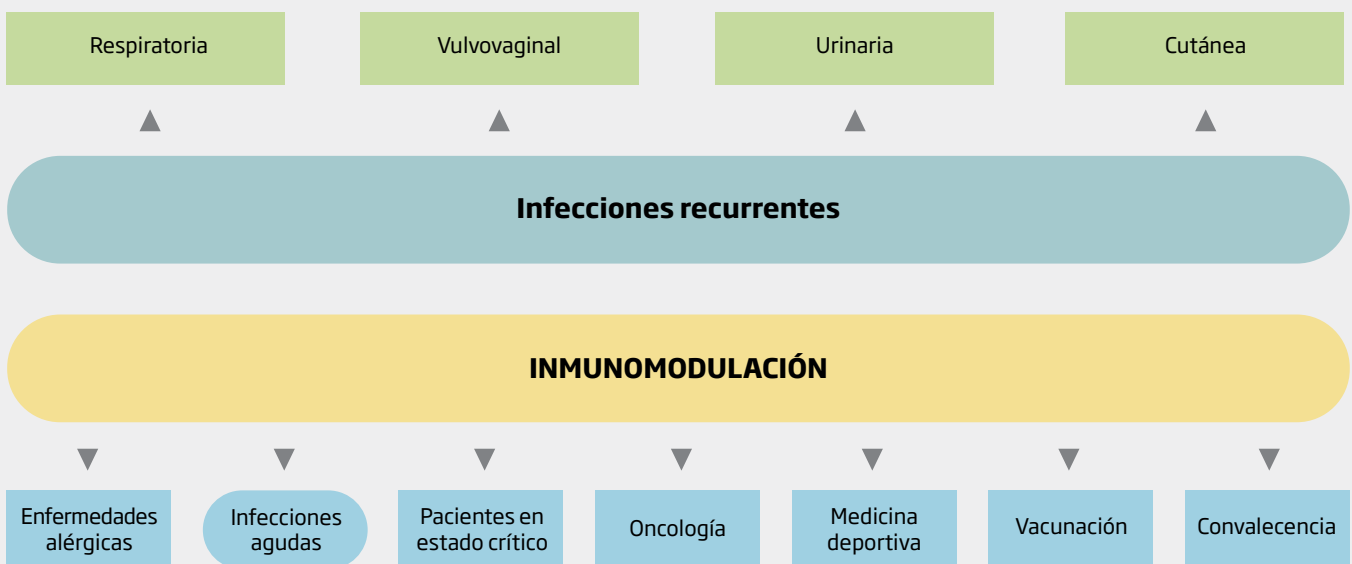 Respiratoria
Vulvovaginal
Urinaria
Cutánea
Infecciones recurrentes
INMUNOMODULACIÓN
Enfermedades
alérgicas
Infecciones
agudas
Pacientes en
estado crítico
Oncología
Medicina
deportiva
Vacunación
Convalecencia